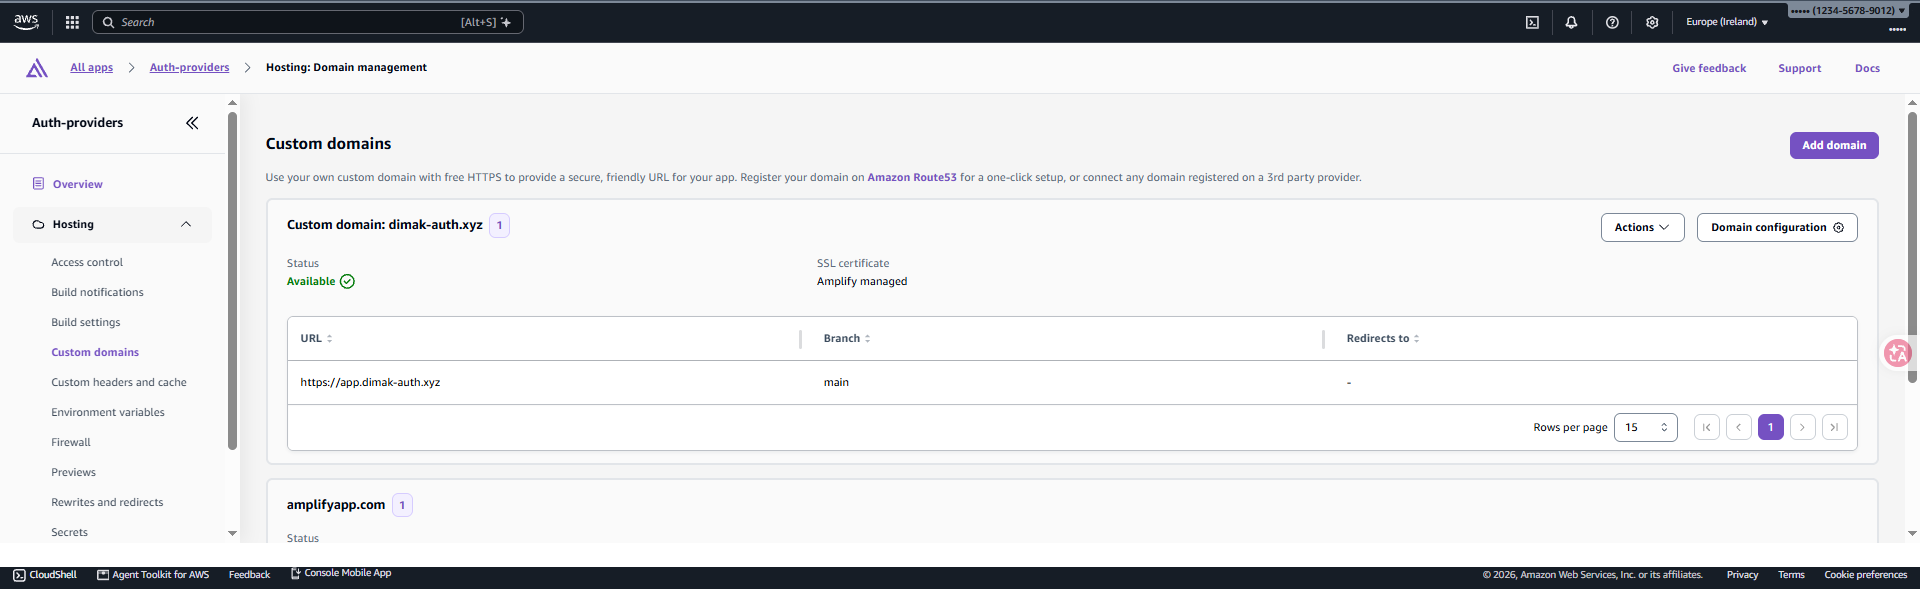 aws
Search [Alt+S]
Europe (Ireland)
••••• (1234-5678-9012)
•••••
All apps
Auth-providers
Hosting: Domain management
Give feedback
Support
Docs
Auth-providers
Overview
Hosting
Access control
Build notifications
Build settings
Custom domains
Custom headers and cache
Environment variables
Firewall
Previews
Rewrites and redirects
Secrets
Custom domains
Add domain
Use your own custom domain with free HTTPS to provide a secure, friendly URL for your app. Register your domain on Amazon Route53 for a one-click setup, or connect any domain registered on a 3rd party provider.
Custom domain: dimak-auth.xyz 1
Actions
Domain configuration
Status
Available
SSL certificate
Amplify managed
URL Branch Redirects to
https://app.dimak-auth.xyz main -
Rows per page 15 1
amplifyapp.com 1
Status
CloudShell
Agent Toolkit for AWS
Feedback
Console Mobile App
© 2026, Amazon Web Services, Inc. or its affiliates.
Privacy
Terms
Cookie preferences